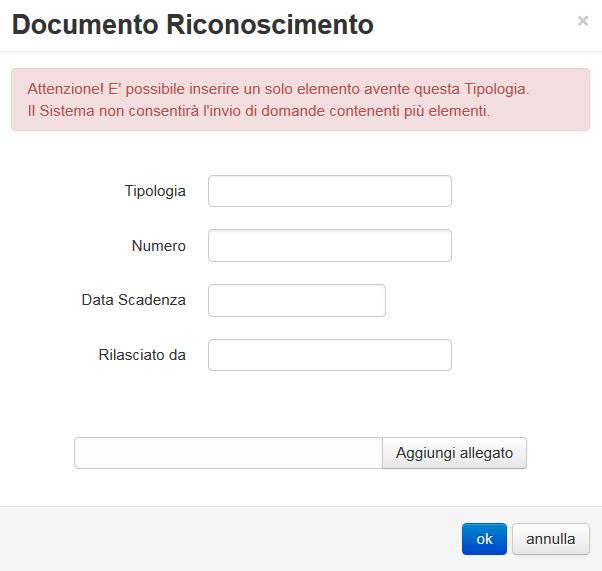 Documento Riconoscimento
×
Attenzione! E' possibile inserire un solo elemento avente questa Tipologia.
Il Sistema non consentirà l'invio di domande contenenti più elementi.
Tipologia
Numero
Data Scadenza
Rilasciato da
Aggiungi allegato
ok annulla